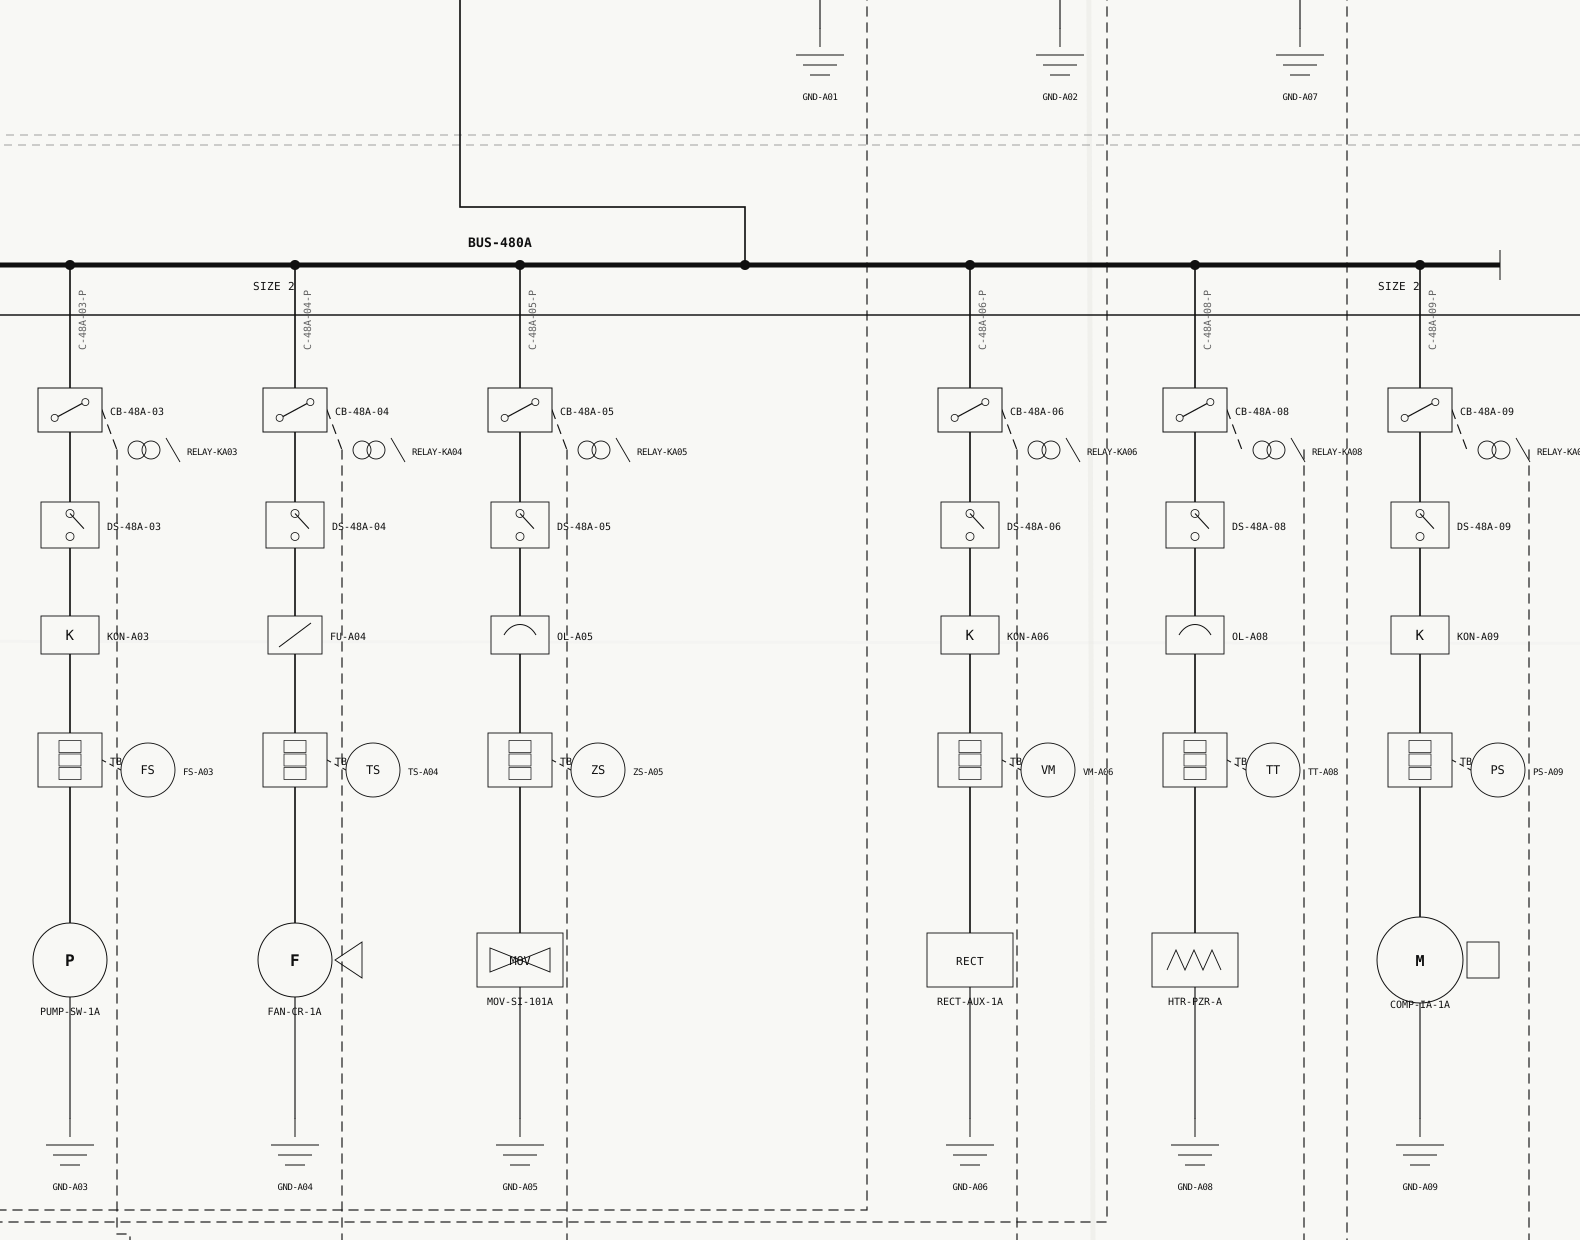 GND-A01 GND-A02 GND-A07
BUS-480A
SIZE 2 SIZE 2
C-48A-03-P C-48A-04-P C-48A-05-P C-48A-06-P C-48A-08-P C-48A-09-P
CB-48A-03 CB-48A-04 CB-48A-05 CB-48A-06 CB-48A-08 CB-48A-09
RELAY-KA03 RELAY-KA04 RELAY-KA05 RELAY-KA06 RELAY-KA08
DS-48A-03 DS-48A-04 DS-48A-05 DS-48A-06 DS-48A-08 DS-48A-09
K KON-A03 FU-A04 OL-A05 K KON-A06 OL-A08 K KON-A09
FS FS-A03 TS TS-A04 ZS ZS-A05 VM VM-A06 TT TT-A08 PS PS-A09
P F MOV RECT M
PUMP-SW-1A FAN-CR-1A MOV-SI-101A RECT-AUX-1A HTR-PZR-A COMP-IA-1A
GND-A03 GND-A04 GND-A05 GND-A06 GND-A08 GND-A09